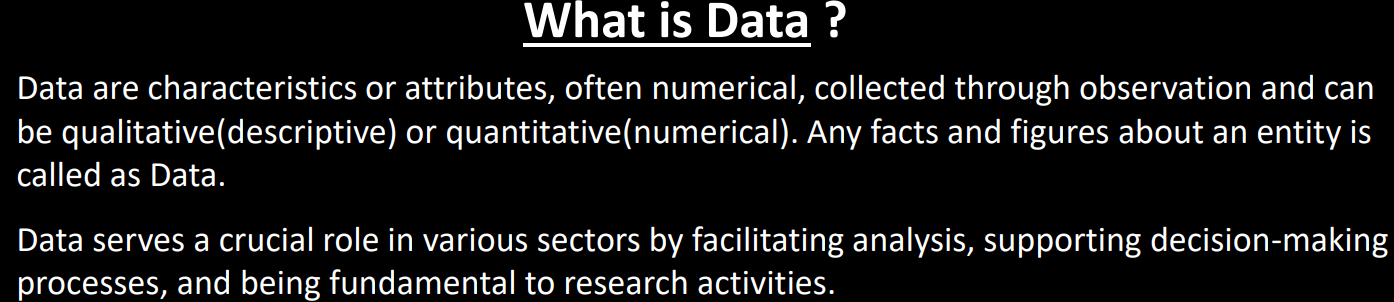 What is Data ?
Data are characteristics or attributes, often numerical, collected through observation and can
be qualitative(descriptive) or quantitative(numerical). Any facts and figures about an entity is
called as Data.
Data serves a crucial role in various sectors by facilitating analysis, supporting decision-making
processes, and being fundamental to research activities.